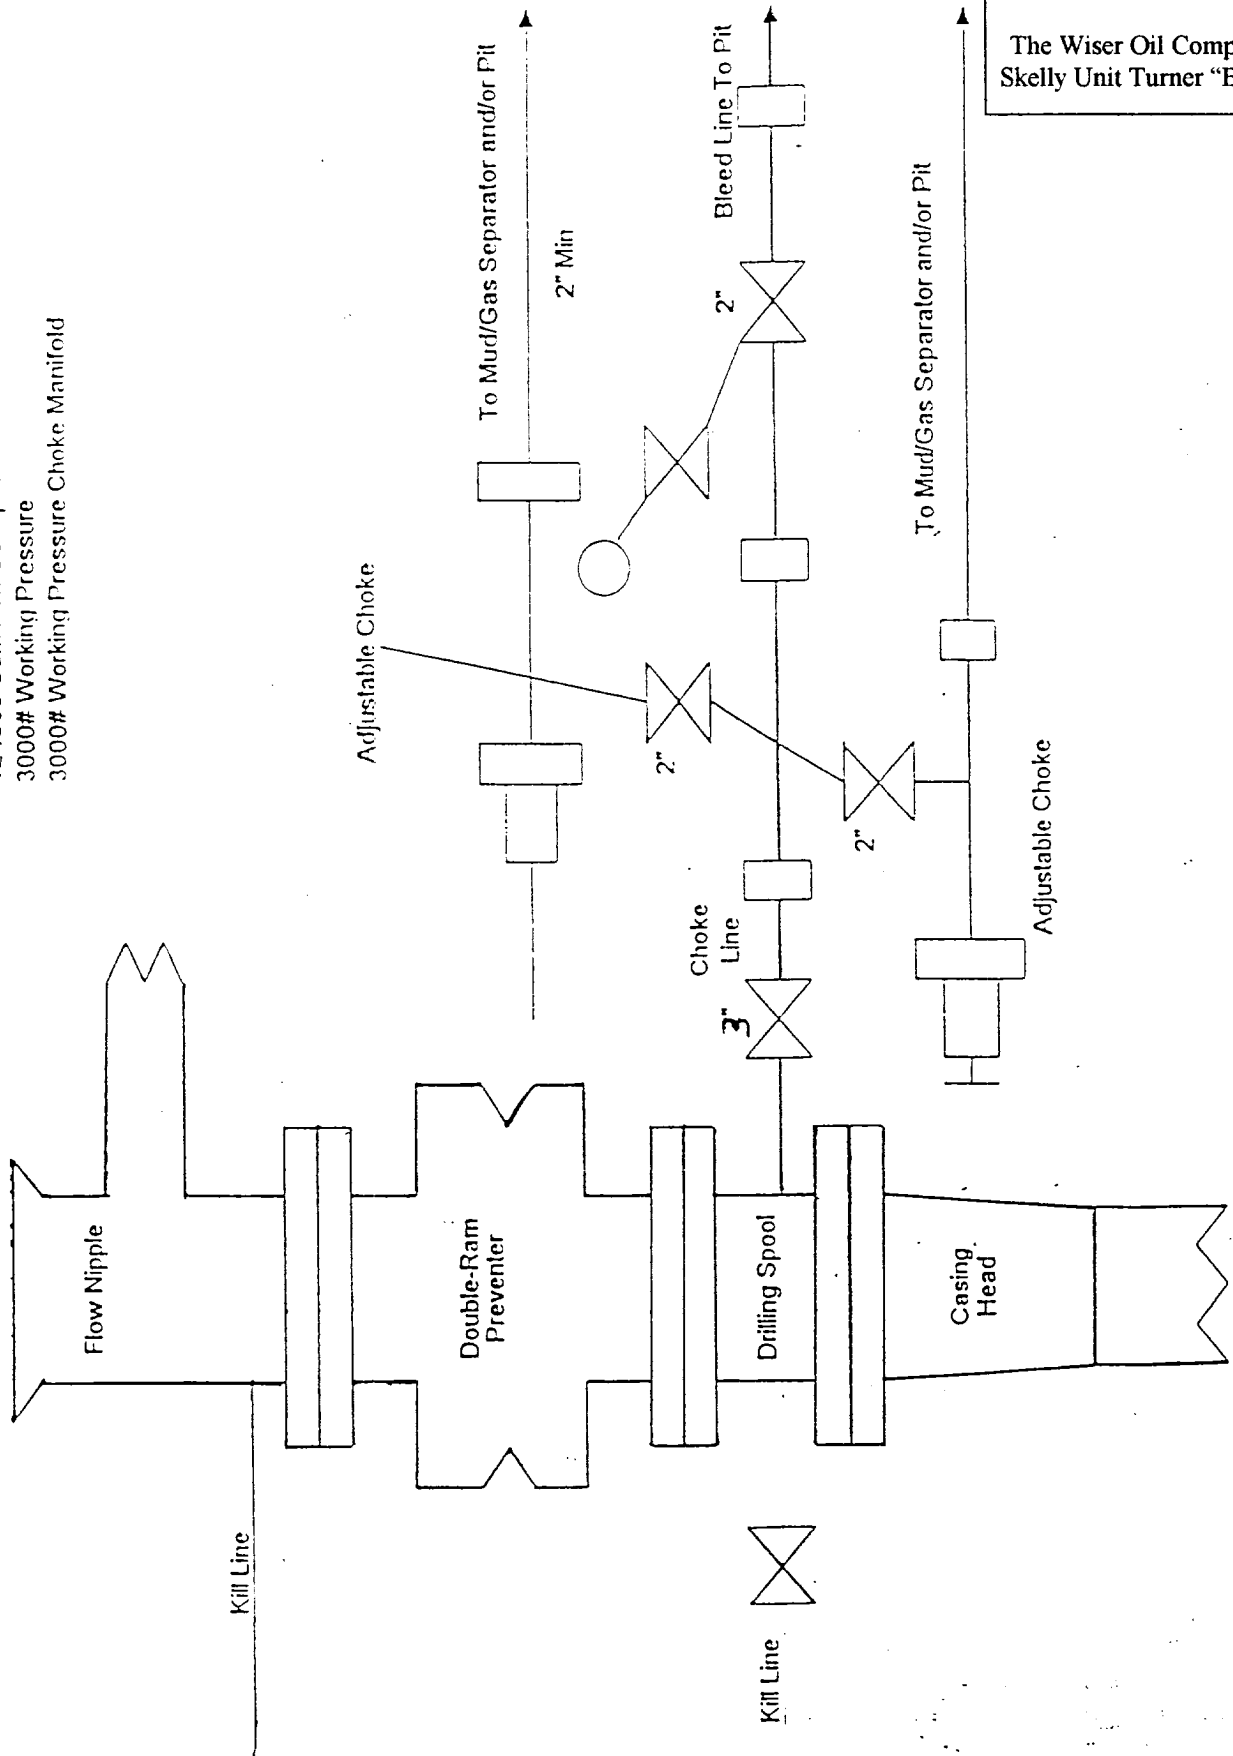 3000# Working Pressure
3000# Working Pressure Choke Manifold
The Wiser Oil Comp
Skelly Unit Turner “B
Adjustable Choke
To Mud/Gas Separator and/or Pit
2" Min
Bleed Line To Pit
2"
2"
2"
To Mud/Gas Separator and/or Pit
Adjustable Choke
Choke
Line
3"
Flow Nipple
Kill Line
Double-Ram
Preventer
Drilling Spool
Kill Line
Casing
Head